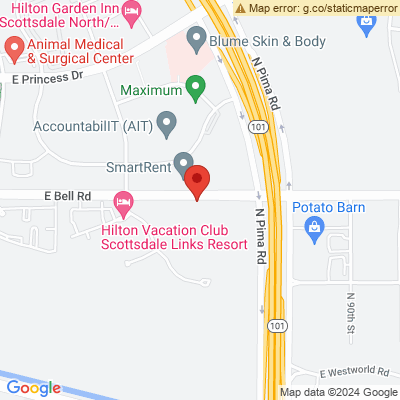 Map error: g.co/staticmaperror
Hilton Garden Inn
Scottsdale North/...
Blume Skin & Body
Animal Medical
& Surgical Center
E Princess Dr
N Pima Rd
Maximum
AccountabilIT (AIT)
101
SmartRent
E Bell Rd
Hilton Vacation Club
Scottsdale Links Resort
N Pima Rd
Potato Barn
N 90th St
101
E Westworld Rd
Google
Map data ©2024 Google